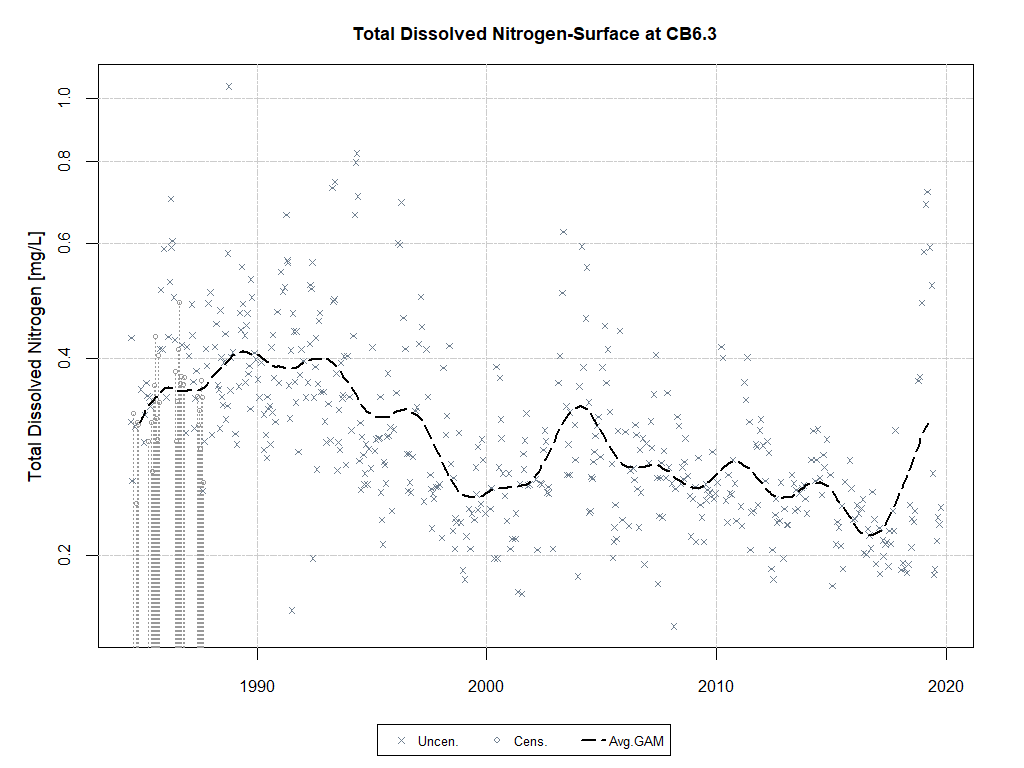 Total Dissolved Nitrogen-Surface at CB6.3
Total Dissolved Nitrogen [mg/L]
1.0
0.8
0.6
0.4
0.2
1990 2000 2010 2020
Uncen. Cens. Avg.GAM